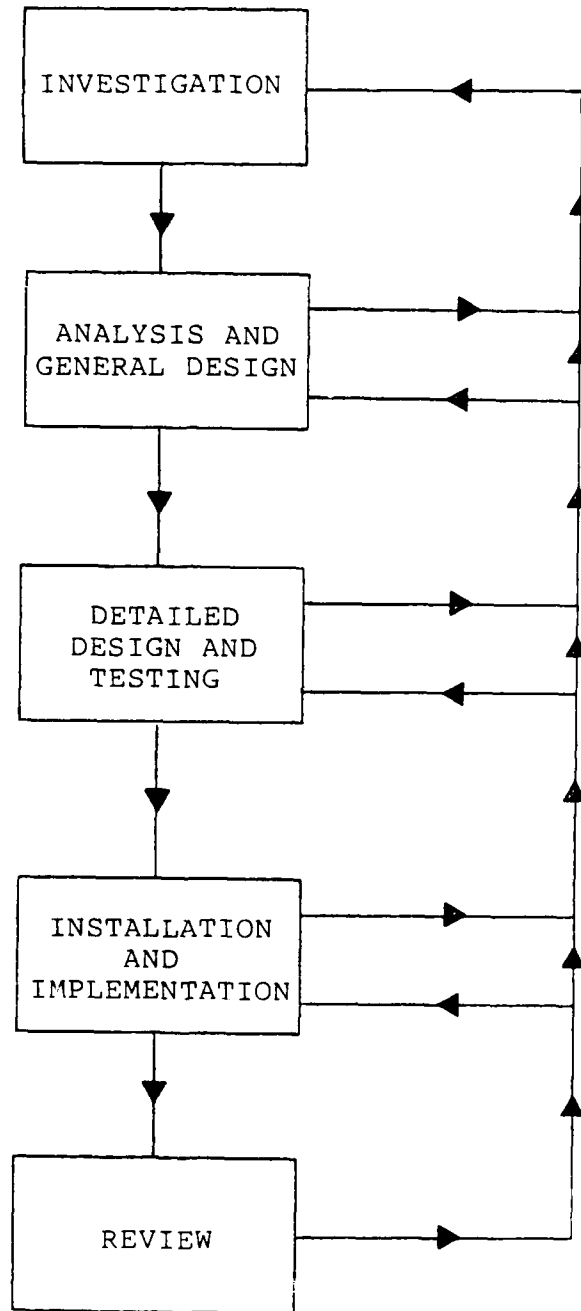 INVESTIGATION
ANALYSIS AND
GENERAL DESIGN
DETAILED
DESIGN AND
TESTING
INSTALLATION
AND
IMPLEMENTATION
REVIEW